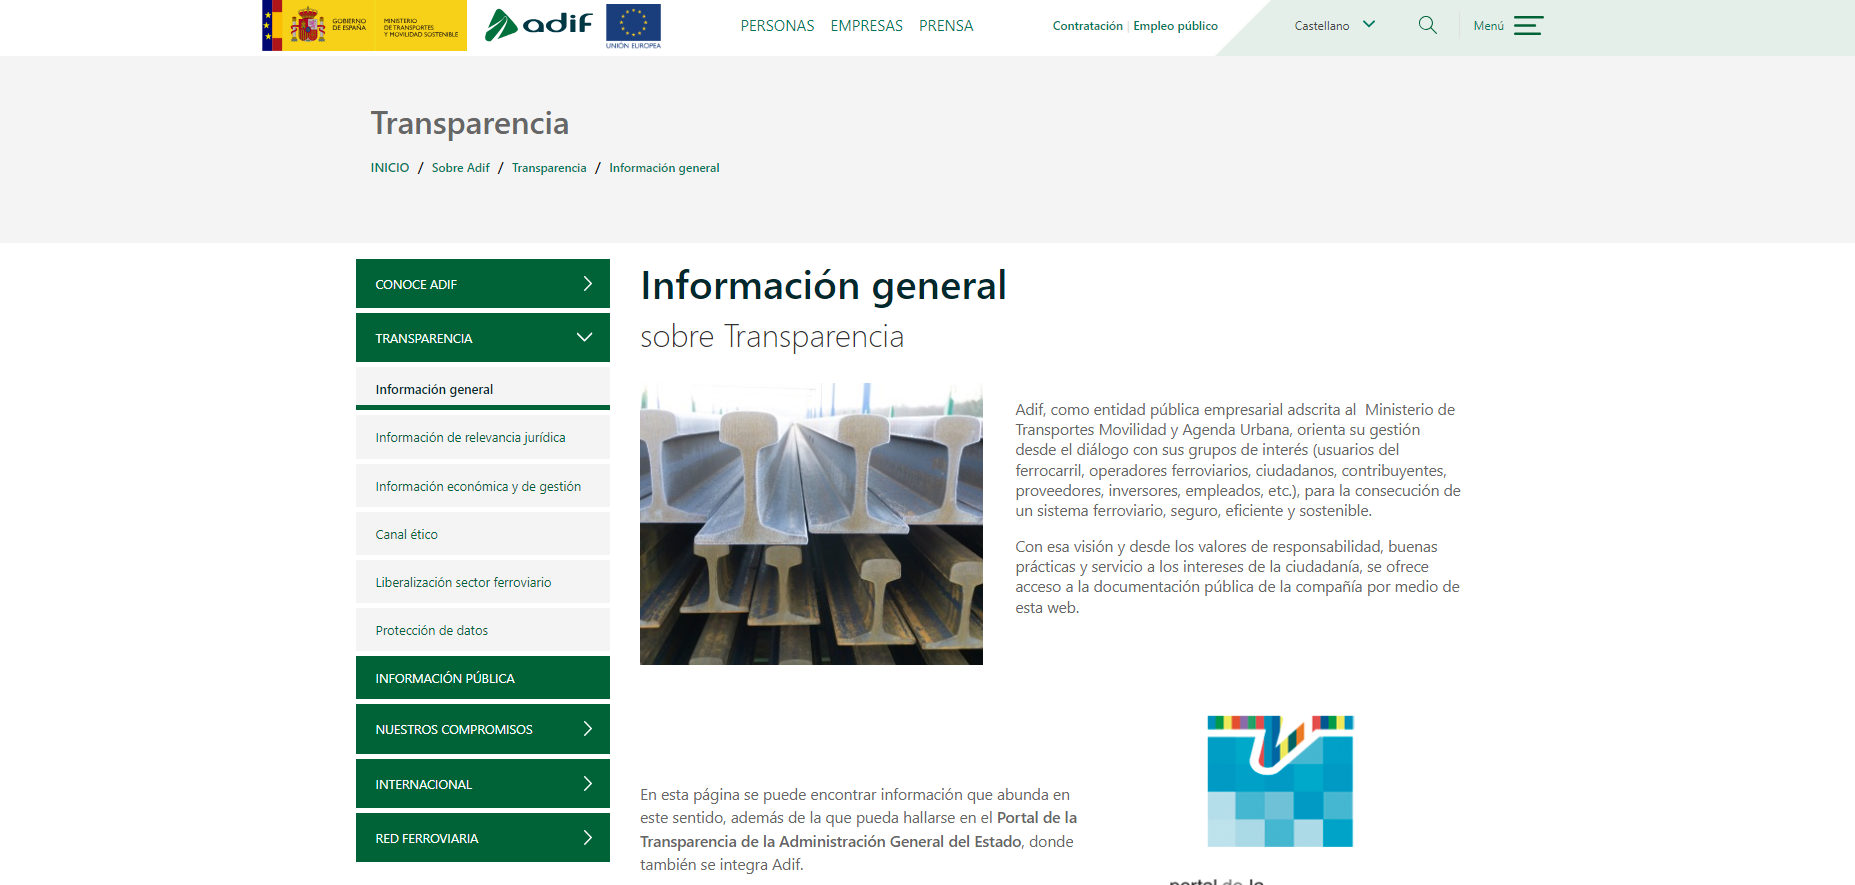 GOBIERNO
DE ESPAÑA
MINISTERIO
DE TRANSPORTES
Y MOVILIDAD SOSTENIBLE
adif
UNIÓN EUROPEA
PERSONAS EMPRESAS PRENSA
Contratación | Empleo público
Castellano
Menú
Transparencia
INICIO / Sobre Adif / Transparencia / Información general
CONOCE ADIF
TRANSPARENCIA
Información general
Información de relevancia jurídica
Información económica y de gestión
Canal ético
Liberalización sector ferroviario
Protección de datos
INFORMACIÓN PÚBLICA
NUESTROS COMPROMISOS
INTERNACIONAL
RED FERROVIARIA
Información general
sobre Transparencia
Adif, como entidad pública empresarial adscrita al Ministerio de
Transportes Movilidad y Agenda Urbana, orienta su gestión
desde el diálogo con sus grupos de interés (usuarios del
ferrocarril, operadores ferroviarios, ciudadanos, contribuyentes,
proveedores, inversores, empleados, etc.), para la consecución de
un sistema ferroviario, seguro, eficiente y sostenible.
Con esa visión y desde los valores de responsabilidad, buenas
prácticas y servicio a los intereses de la ciudadanía, se ofrece
acceso a la documentación pública de la compañía por medio de
esta web.
En esta página se puede encontrar información que abunda en
este sentido, además de la que pueda hallarse en el Portal de la
Transparencia de la Administración General del Estado, donde
también se integra Adif.
portal de la